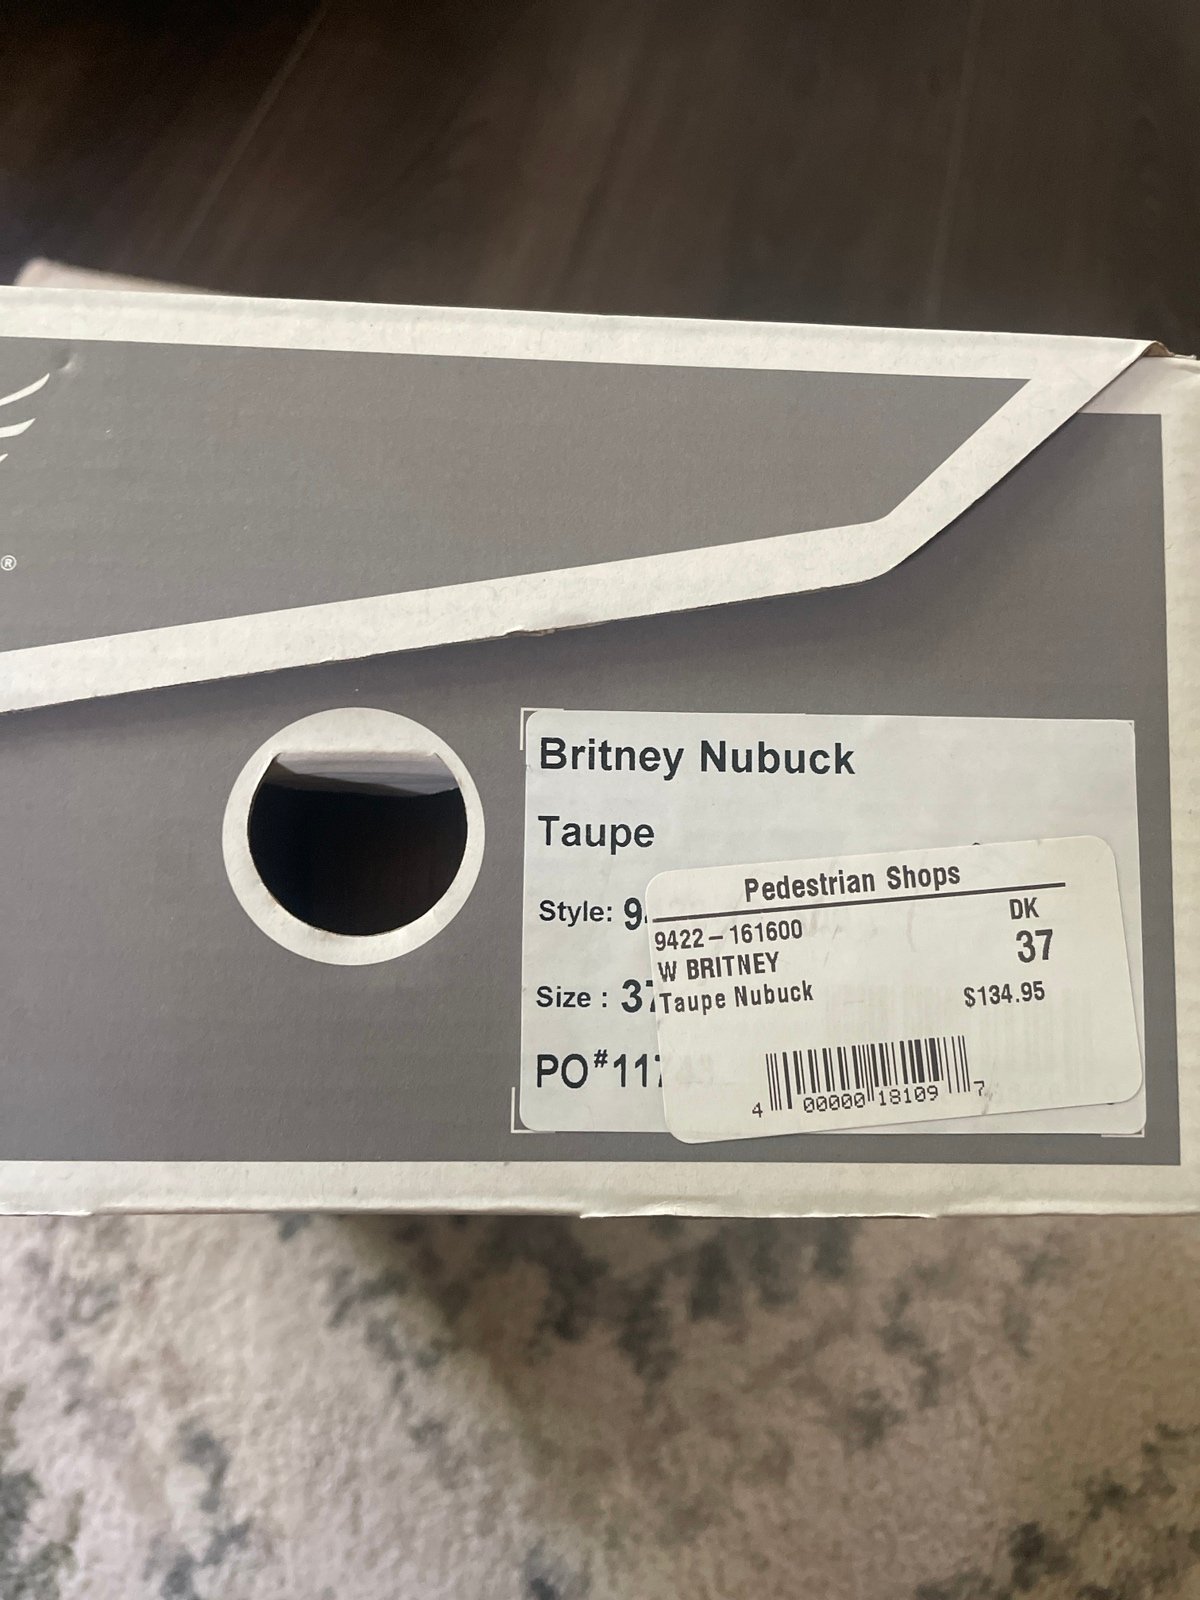 ®
Britney Nubuck
Taupe
Style: 9
Size : 37
PO#117
Pedestrian Shops
9422-161600
DK
W BRITNEY
37
Taupe Nubuck
$134.95
4 00000 18109 7